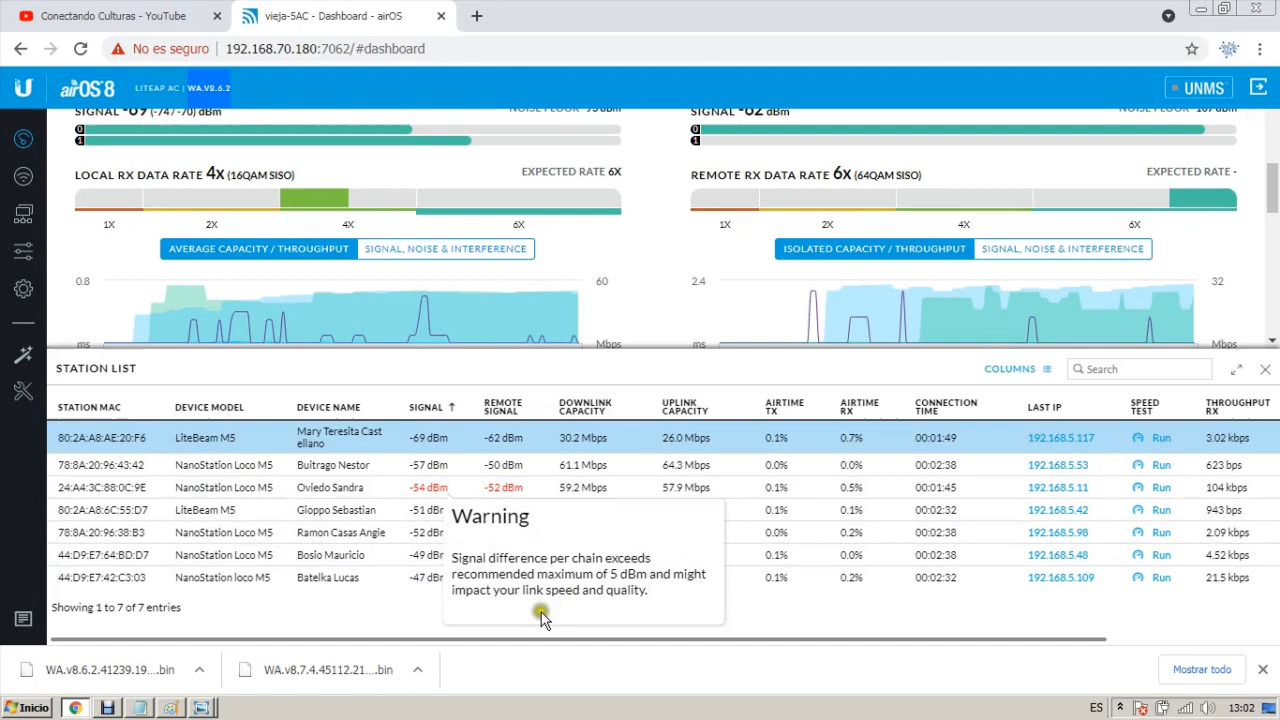 Conectando Culturas - YouTube
vieja-5AC - Dashboard - airOS
No es seguro
192.168.70.180:7062/#dashboard
U
airOS 8
LITEAP AC | WA.V8.6.2
UNMS
SIGNAL -69 (-74 / -70) dBm
SIGNAL -62 dBm
0
1
0
1
LOCAL RX DATA RATE 4x (16QAM SISO)
EXPECTED RATE 6X
REMOTE RX DATA RATE 6x (64QAM SISO)
EXPECTED RATE -
1X 2X 4X 6X
1X 2X 4X 6X
AVERAGE CAPACITY / THROUGHPUT
SIGNAL, NOISE & INTERFERENCE
ISOLATED CAPACITY / THROUGHPUT
SIGNAL, NOISE & INTERFERENCE
0.8 60
2.4 32
ms Mbps
ms Mbps
STATION LIST
COLUMNS
Search
STATION MAC DEVICE MODEL DEVICE NAME SIGNAL REMOTE SIGNAL DOWNLINK CAPACITY UPLINK CAPACITY AIRTIME TX AIRTIME RX CONNECTION TIME LAST IP SPEED TEST THROUGHPUT RX
80:2A:A8:AE:20:F6 LiteBeam M5 Mary Teresita Cast ellano -69 dBm -62 dBm 30.2 Mbps 26.0 Mbps 0.1% 0.7% 00:01:49 192.168.5.117 Run 3.02 kbps
78:8A:20:96:43:42 NanoStation Loco M5 Buitrago Nestor -57 dBm -50 dBm 61.1 Mbps 64.3 Mbps 0.0% 0.0% 00:02:38 192.168.5.53 Run 623 bps
24:A4:3C:88:0C:9E NanoStation Loco M5 Oviedo Sandra -54 dBm -52 dBm 59.2 Mbps 57.9 Mbps 0.1% 0.5% 00:01:45 192.168.5.11 Run 104 kbps
80:2A:A8:6C:55:D7 LiteBeam M5 Gioppo Sebastian -51 dBm 0.1% 0.1% 00:02:32 192.168.5.42 Run 943 bps
78:8A:20:96:38:B3 NanoStation Loco M5 Ramon Casas Angie -52 dBm 0.0% 0.2% 00:02:38 192.168.5.98 Run 2.09 kbps
44:D9:E7:64:BD:D7 NanoStation Loco M5 Bosio Mauricio -49 dBm 0.1% 0.1% 00:02:38 192.168.5.48 Run 4.52 kbps
44:D9:E7:42:C3:03 NanoStation loco M5 Batelka Lucas -47 dBm 0.1% 0.2% 00:02:32 192.168.5.109 Run 21.5 kbps
Warning
Signal difference per chain exceeds
recommended maximum of 5 dBm and might
impact your link speed and quality.
Showing 1 to 7 of 7 entries
WA.v8.6.2.41239.19....bin
WA.v8.7.4.45112.21....bin
Mostrar todo
Inicio
ES
13:02